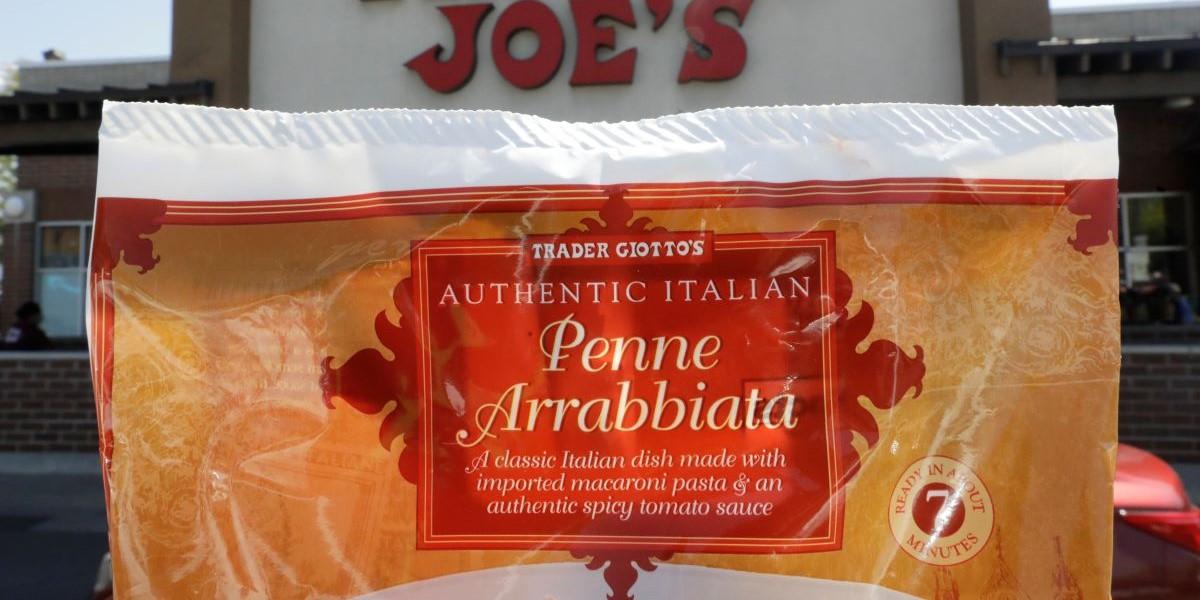 JOE'S
TRADER GIOTTO'S
AUTHENTIC ITALIAN
Penne
Arrabbiata
A classic Italian dish made with
imported macaroni pasta & an
authentic spicy tomato sauce
READY IN ABOUT
7
MINUTES